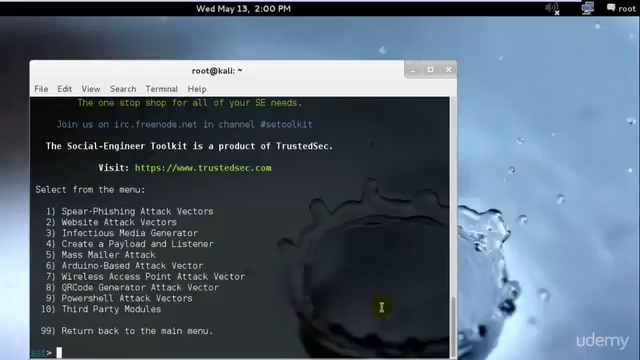 Wed May 13, 2:00 PM
root
root@kali: ~
File Edit View Search Terminal Help
The one stop shop for all of your SE needs.
Join us on irc.freenode.net in channel #setoolkit
The Social-Engineer Toolkit is a product of TrustedSec.
Visit: https://www.trustedsec.com
Select from the menu:
1) Spear-Phishing Attack Vectors
2) Website Attack Vectors
3) Infectious Media Generator
4) Create a Payload and Listener
5) Mass Mailer Attack
6) Arduino-Based Attack Vector
7) Wireless Access Point Attack Vector
8) QRCode Generator Attack Vector
9) Powershell Attack Vectors
10) Third Party Modules
99) Return back to the main menu.
set>
udemy